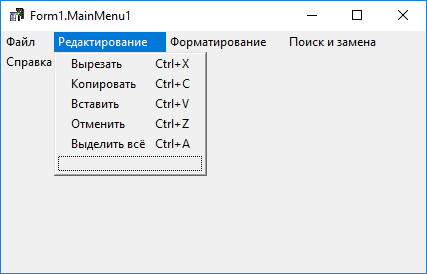 Form1.MainMenu1
Файл Редактирование Форматирование Поиск и замена
Справка
Вырезать Ctrl+X
Копировать Ctrl+C
Вставить Ctrl+V
Отменить Ctrl+Z
Выделить всё Ctrl+A